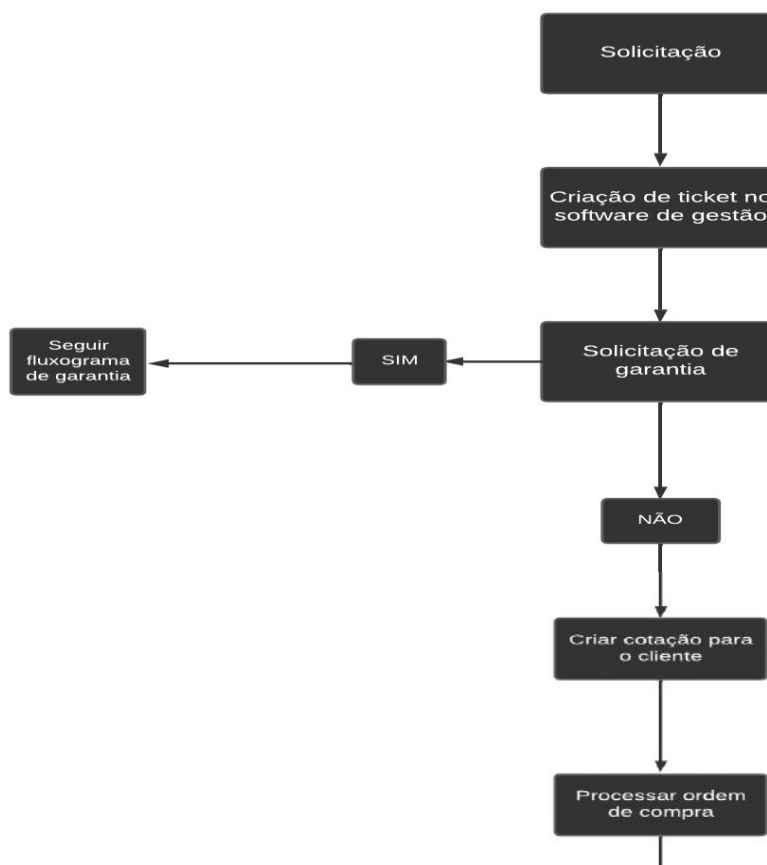 Solicitação
Criação de ticket no
software de gestão
Seguir
fluxograma
de garantia
SIM
Solicitação de
garantia
NÃO
Criar cotação para
o cliente
Processar ordem
de compra